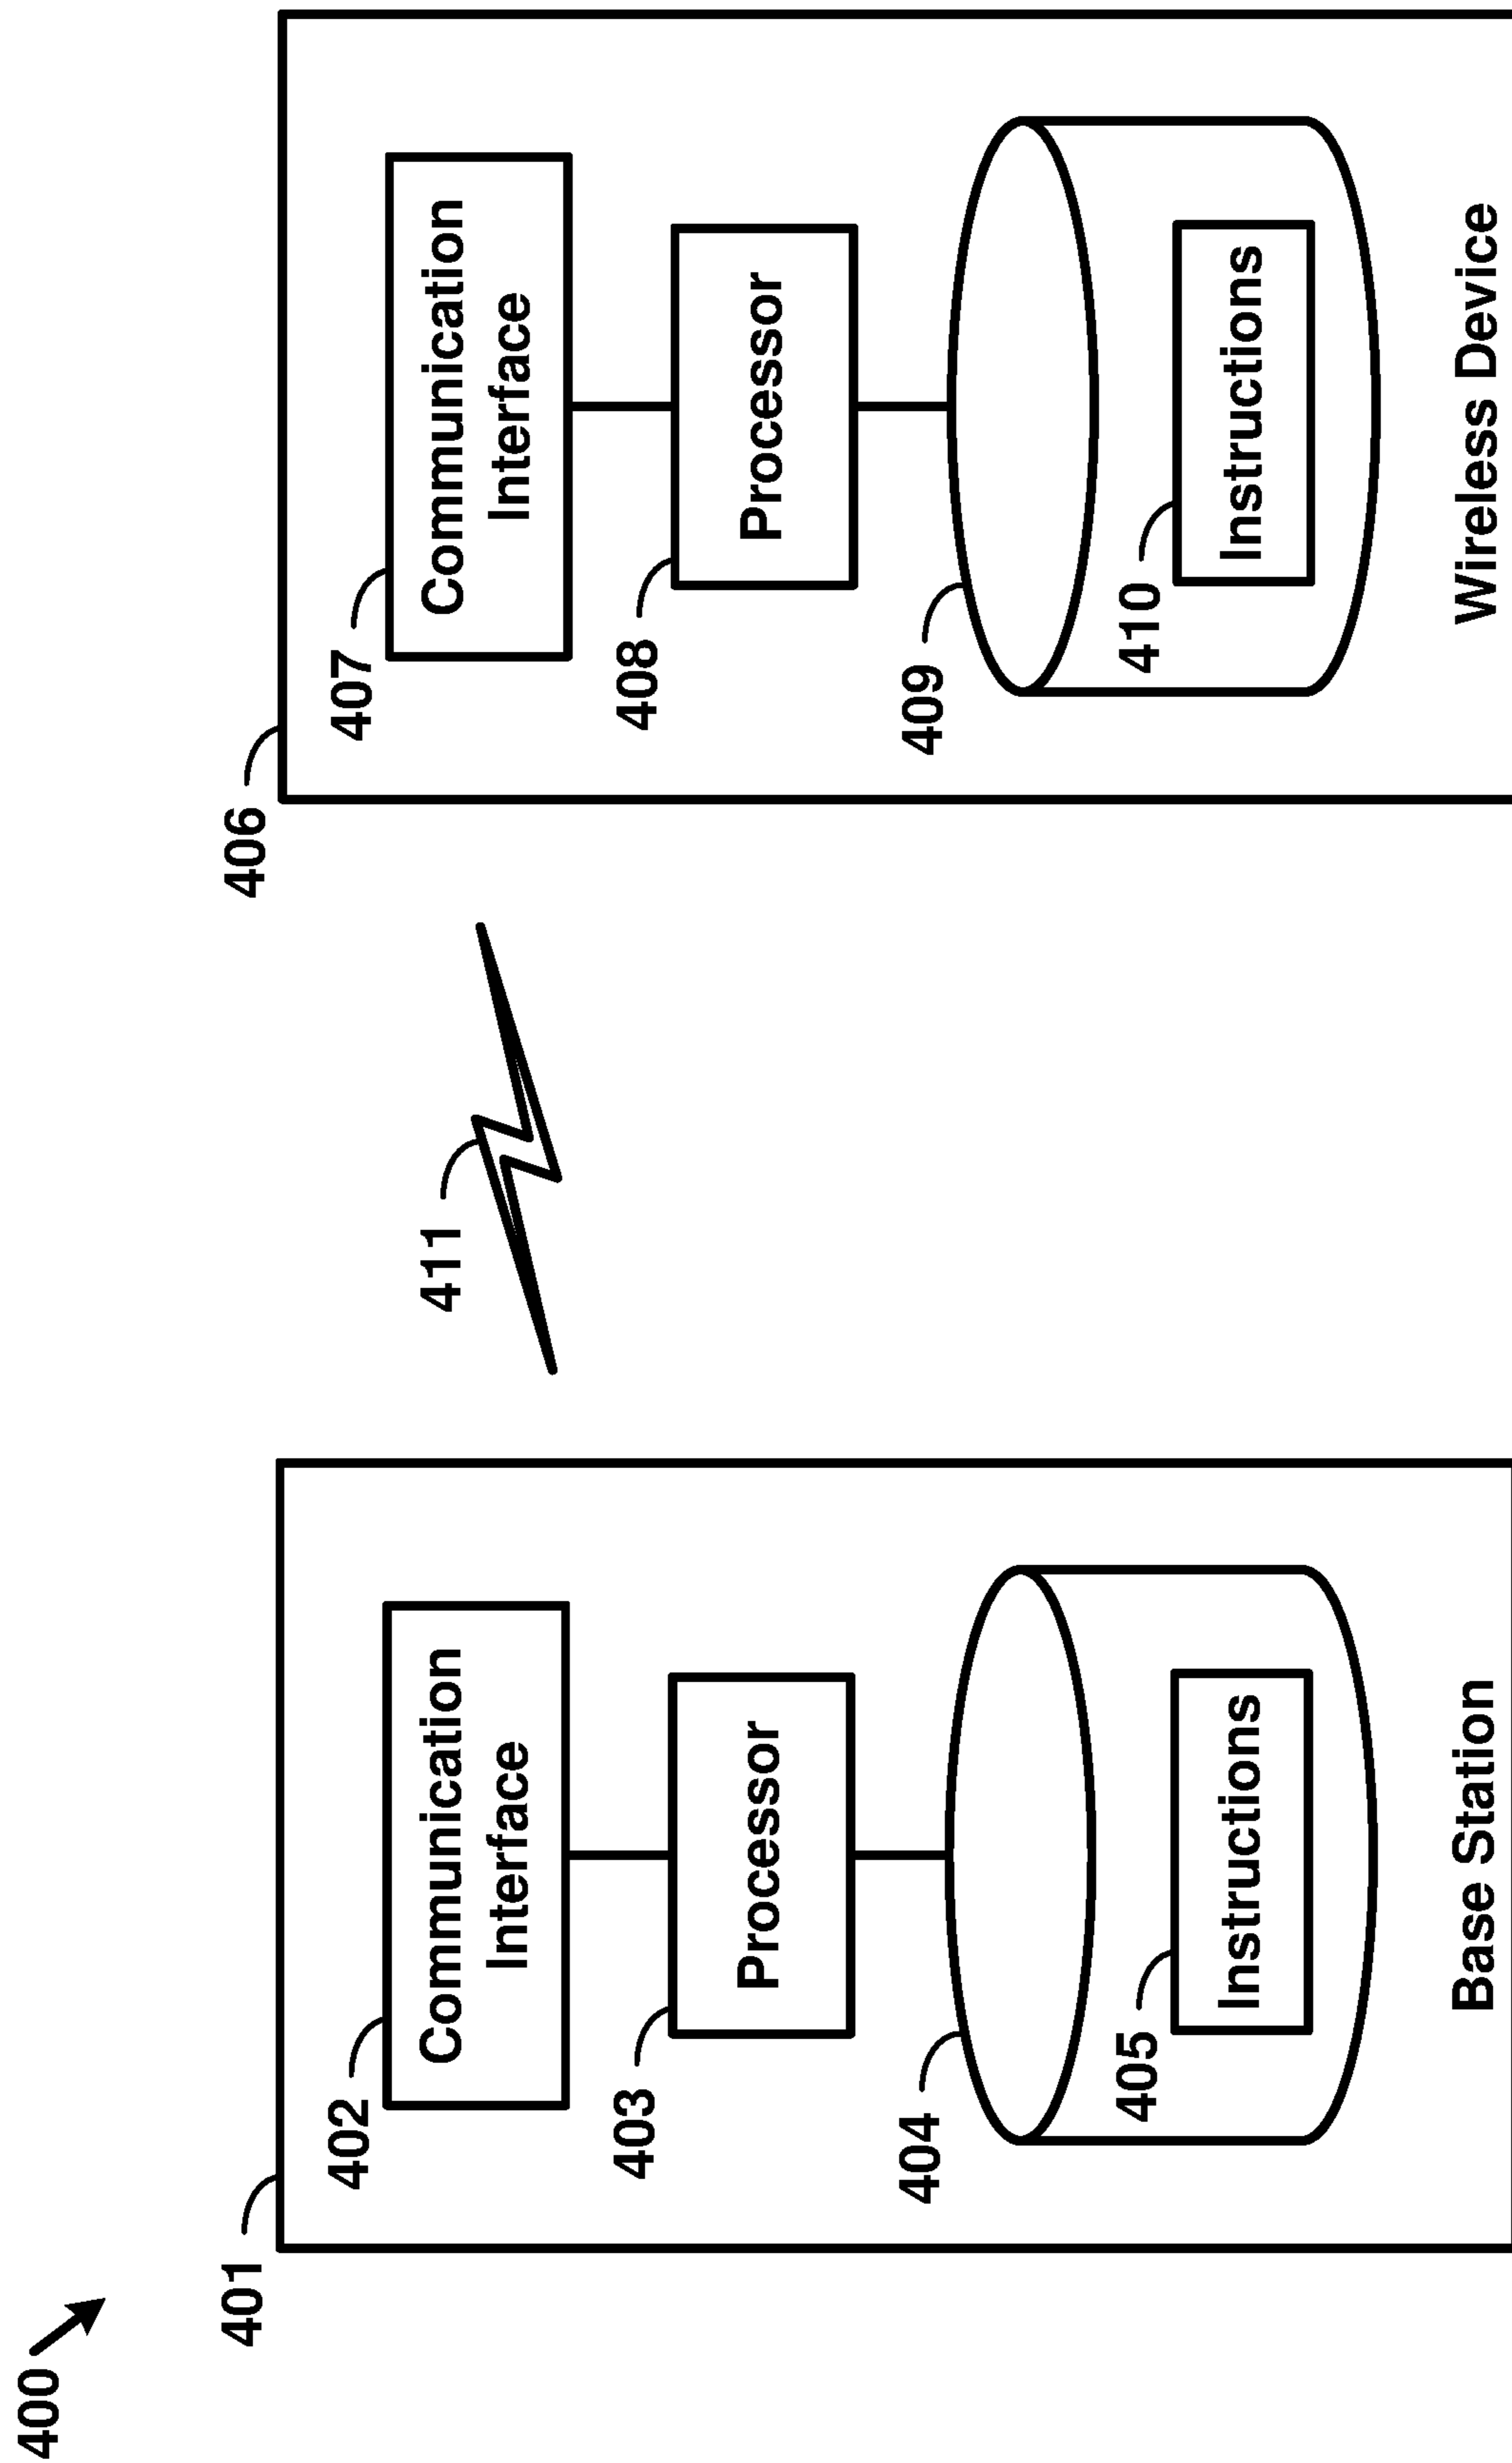 400
401
402
Communication
Interface
403
Processor
404
405
Instructions
Base Station
411
406
407
Communication
Interface
408
Processor
409
410
Instructions
Wireless Device